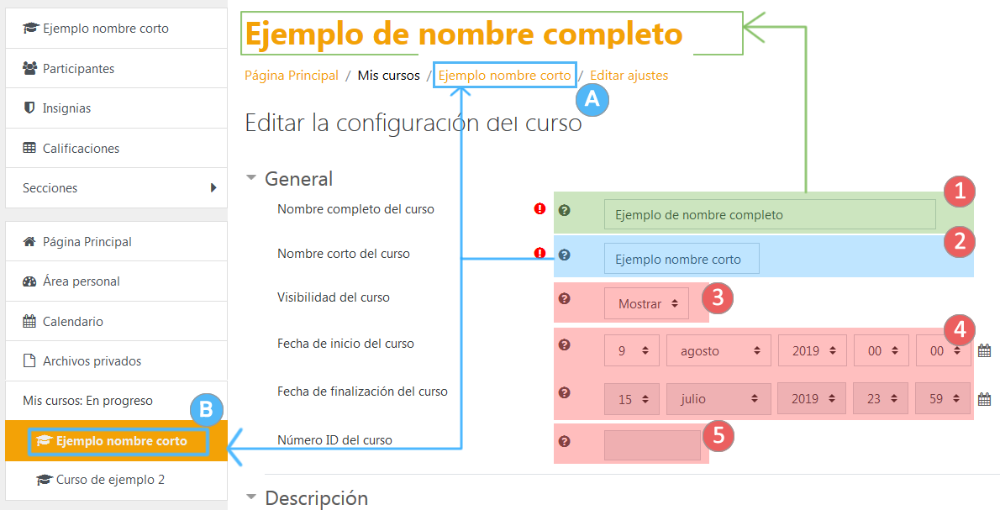 Ejemplo nombre corto
Participantes
Insignias
Calificaciones
Secciones
Página Principal
Área personal
Calendario
Archivos privados
Mis cursos: En progreso
B
Ejemplo nombre corto
Curso de ejemplo 2
Ejemplo de nombre completo
Página Principal / Mis cursos / Ejemplo nombre corto / Editar ajustes
A
Editar la configuración del curso
General
1
Nombre completo del curso ! ? Ejemplo de nombre completo
2
Nombre corto del curso ! ? Ejemplo nombre corto
Visibilidad del curso ? Mostrar 3
4
Fecha de inicio del curso ? 9 agosto 2019 00 00
Fecha de finalización del curso ? 15 julio 2019 23 59
Número ID del curso ? 5
Descripción